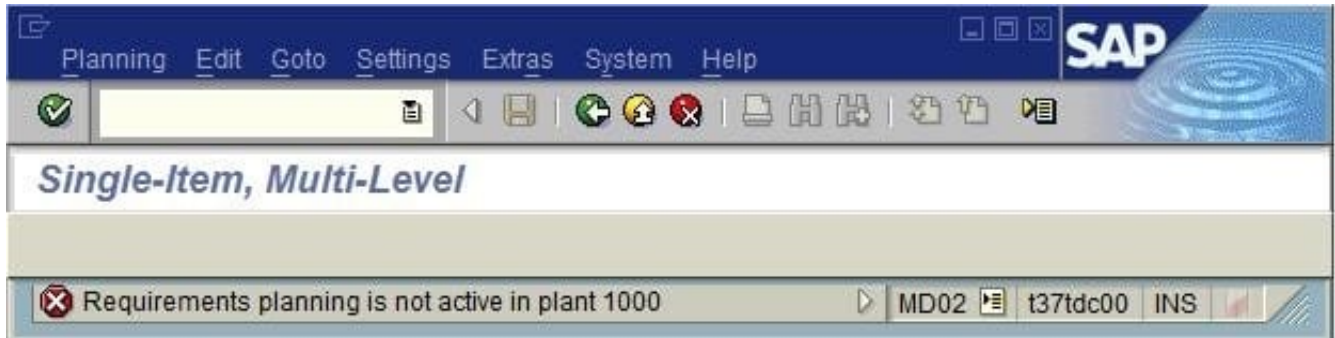 Planning Edit Goto Settings Extras System Help
SAP
Single-Item, Multi-Level
Requirements planning is not active in plant 1000 MD02 t37tdc00 INS